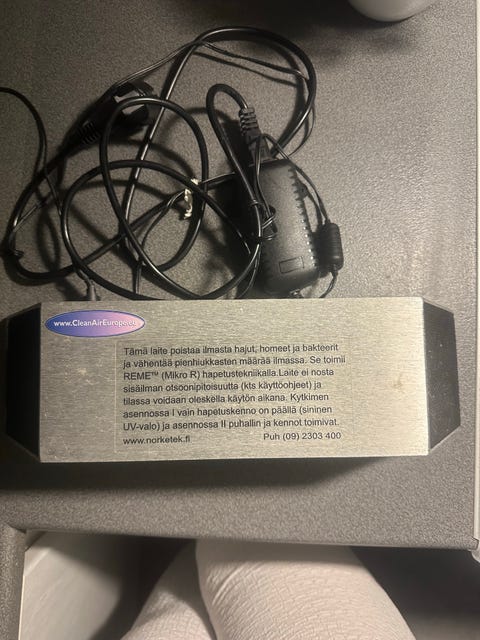 www.CleanAirEurope.eu
Tämä laite poistaa ilmasta hajut, homeet ja bakteerit
ja vähentää pienhiukkasten määrää ilmassa. Se toimii
REME™ (Mikro R) hapetustekniikalla.Laite ei nosta
sisäilman otsoonipitoisuutta (kts käyttöohjeet) ja
tilassa voidaan oleskella käytön aikana. Kytkimen
asennossa I vain hapetuskenno on päällä (sininen
UV-valo) ja asennossa II puhallin ja kennot toimivat.
www.norketek.fi Puh (09) 2303 400